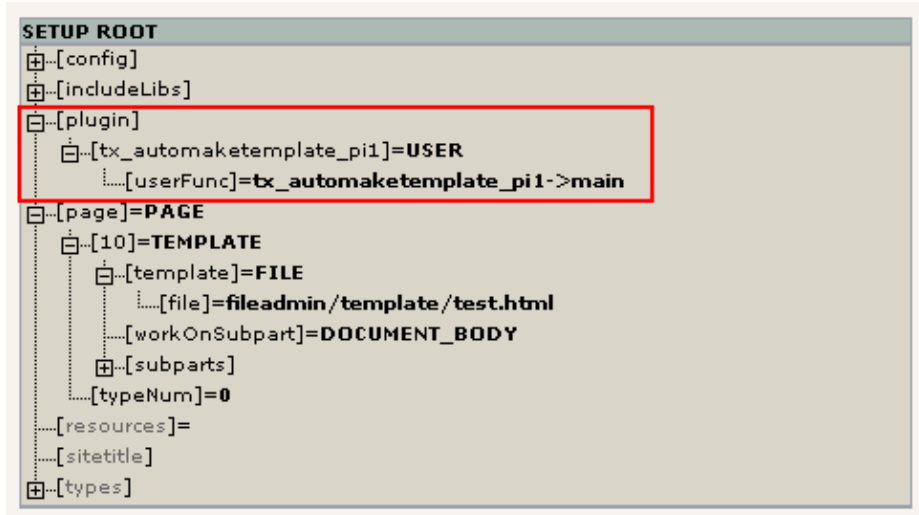 SETUP ROOT
[config]
[includeLibs]
[plugin]
[tx_automaketemplate_pi1]=USER
[userFunc]=tx_automaketemplate_pi1->main
[page]=PAGE
[10]=TEMPLATE
[template]=FILE
[file]=fileadmin/template/test.html
[workOnSubpart]=DOCUMENT_BODY
[subparts]
[typeNum]=0
[resources]=
[sitetitle]
[types]